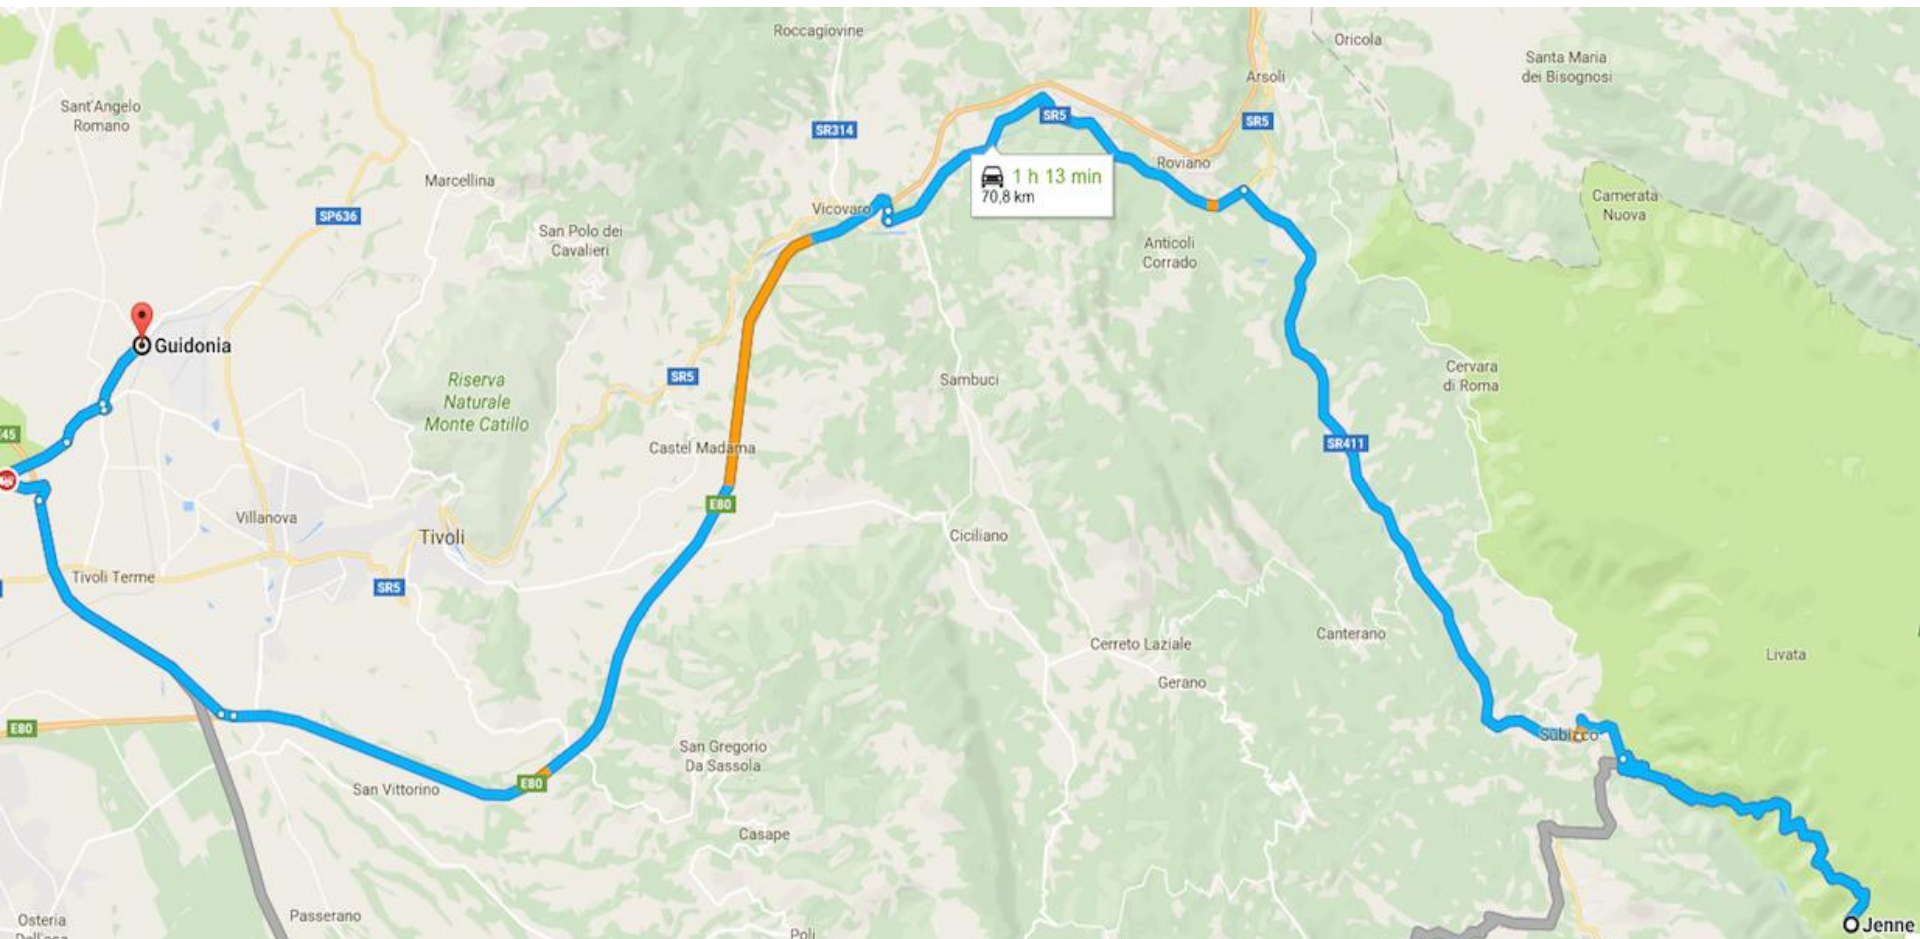 Roccagiovine
Oricola
Santa Maria
dei Bisognosi
Arsoli
Sant'Angelo
Romano
SR5
SR5
SR314
Roviano
Marcellina
1 h 13 min
70,8 km
Camerata
Nuova
Vicovaro
SP636
San Polo dei
Cavalieri
Anticoli
Corrado
Guidonia
Cervara
di Roma
SR5
Sambuci
Riserva
Naturale
Monte Catillo
E45
SR411
Castel Madama
E80
Villanova
Tivoli
Ciciliano
Tivoli Terme
SR5
Canterano
Cerreto Laziale
Livata
Gerano
E80
Subiaco
San Gregorio
Da Sassola
E80
San Vittorino
Casape
Passerano
Osteria
Jenne
Poli